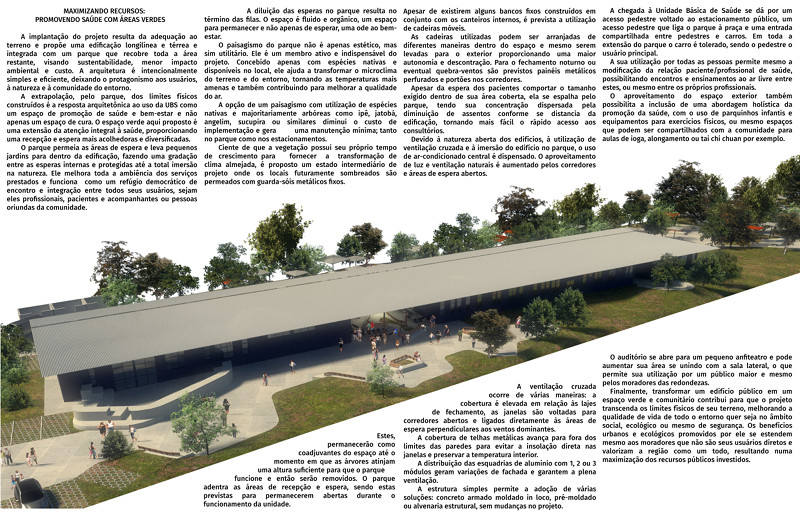 MAXIMIZANDO RECURSOS:
PROMOVENDO SAÚDE COM ÁREAS VERDES
A implantação do projeto resulta da adequação ao
terreno e propõe uma edificação longilínea e térrea e
integrada com um parque que recobre toda a área
restante, visando sustentabilidade, menor impacto
ambiental e custo. A arquitetura é intencionalmente
simples e eficiente, deixando o protagonismo aos usuários,
à natureza e à comunidade do entorno.
A extrapolação, pelo parque, dos limites físicos
construídos é a resposta arquitetônica ao uso da UBS como
um espaço de promoção de saúde e bem-estar e não
apenas um espaço de cura. O espaço verde aqui proposto é
uma extensão da atenção integral à saúde, proporcionando
uma recepção e espera mais acolhedoras e diversificadas.
O parque permeia as áreas de espera e leva pequenos
jardins para dentro da edificação, fazendo uma gradação
entre as esperas internas e protegidas até a total imersão
na natureza. Ele melhora toda a ambiência dos serviços
prestados e funciona como um refúgio democrático de
encontro e integração entre todos seus usuários, sejam
eles profissionais, pacientes e acompanhantes ou pessoas
oriundas da comunidade.
A diluição das esperas no parque resulta no
término das filas. O espaço é fluido e orgânico, um espaço
para permanecer e não apenas de esperar, uma ode ao bem-
estar.
O paisagismo do parque não é apenas estético, mas
sim utilitário. Ele é um membro ativo e indispensável do
projeto. Concebido apenas com espécies nativas e
disponíveis no local, ele ajuda a transformar o microclima
do terreno e do entorno, tornando as temperaturas mais
amenas e também contribuindo para melhorar a qualidade
do ar.
A opção de um paisagismo com utilização de espécies
nativas e majoritariamente arbóreas como ipê, jatobá,
angelim, sucupira ou similares diminui o custo de
implementação e gera uma manutenção mínima; tanto
no parque como nos estacionamentos.
Ciente de que a vegetação possui seu próprio tempo
de crescimento para fornecer a transformação de
clima almejada, é proposto um estado intermediário de
projeto onde os locais futuramente sombreados são
permeados com guarda-sóis metálicos fixos.
Estes,
permanecerão como
coadjuvantes do espaço até o
momento em que as árvores atinjam
uma altura suficiente para que o parque
funcione e então serão removidos. O parque
adentra as áreas de recepção e espera, sendo estas
previstas para permanecerem abertas durante o
funcionamento da unidade.
Apesar de existirem alguns bancos fixos construídos em
conjunto com os canteiros internos, é prevista a utilização
de cadeiras móveis.
As cadeiras utilizadas podem ser arranjadas de
diferentes maneiras dentro do espaço e mesmo serem
levadas para o exterior proporcionando uma maior
autonomia e descontração. Para o fechamento noturno ou
eventual quebra-ventos são previstos painéis metálicos
perfurados e portões nos corredores.
Apesar da espera dos pacientes comportar o tamanho
exigido dentro de sua área coberta, ela se espalha pelo
parque, tendo sua concentração dispersada pela
diminuição de assentos conforme se distancia da
edificação, tornando mais fácil o rápido acesso aos
consultórios.
Devido à natureza aberta dos edifícios, à utilização de
ventilação cruzada e à imersão do edifício no parque, o uso
de ar-condicionado central é dispensado. O aproveitamento
de luz e ventilação naturais é aumentado pelos corredores
e áreas de espera abertos.
A ventilação cruzada
ocorre de várias maneiras: a
cobertura é elevada em relação às lajes
de fechamento, as janelas são voltadas para
corredores abertos e ligados diretamente às áreas de
espera perpendiculares aos ventos dominantes.
A cobertura de telhas metálicas avança para fora dos
limites das paredes para evitar a insolação direta nas
janelas e preservar a temperatura interior.
A distribuição das esquadrias de alumínio com 1, 2 ou 3
módulos geram variações de fachada e garantem a plena
ventilação.
A estrutura simples permite a adoção de várias
soluções: concreto armado moldado in loco, pré-moldado
ou alvenaria estrutural, sem mudanças no projeto.
A chegada à Unidade Básica de Saúde se dá por um
acesso pedestre voltado ao estacionamento público, um
acesso pedestre que liga o parque à praça e uma entrada
compartilhada entre pedestres e carros. Em toda a
extensão do parque o carro é tolerado, sendo o pedestre o
usuário principal.
A sua utilização por todas as pessoas permite mesmo a
modificação da relação paciente/profissional de saúde,
possibilitando encontros e ensinamentos ao ar livre entre
estes, ou mesmo entre os próprios profissionais.
O aproveitamento do espaço exterior também
possibilita a inclusão de uma abordagem holística da
promoção da saúde, com o uso de parquinhos infantis e
equipamentos para exercícios físicos, ou mesmo espaços
que podem ser compartilhados com a comunidade para
aulas de ioga, alongamento ou tai chi chuan por exemplo.
O auditório se abre para um pequeno anfiteatro e pode
aumentar sua área se unindo com a sala lateral, o que
permite sua utilização por um público maior e mesmo
pelos moradores das redondezas.
Finalmente, transformar um edifício público em um
espaço verde e comunitário contribui para que o projeto
transcenda os limites físicos de seu terreno, melhorando a
qualidade de vida de todo o entorno quer seja no âmbito
social, ecológico ou mesmo de segurança. Os benefícios
urbanos e ecológicos promovidos por ele se estendem
mesmo aos moradores que não são seus usuários diretos e
valorizam a região como um todo, resultando numa
maximização dos recursos públicos investidos.